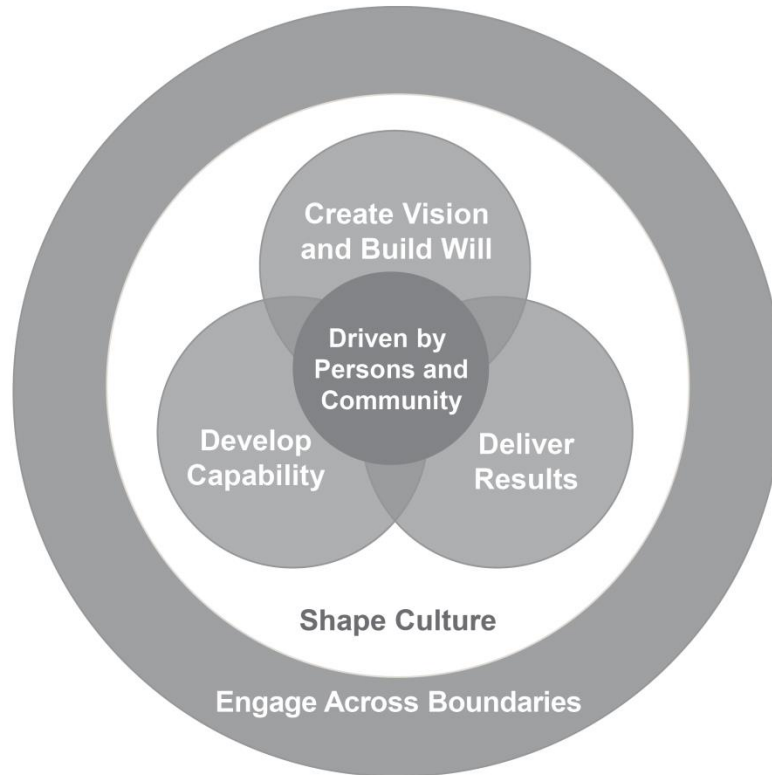 Create Vision
and Build Will
Driven by
Persons and
Community
Develop
Capability
Deliver
Results
Shape Culture
Engage Across Boundaries